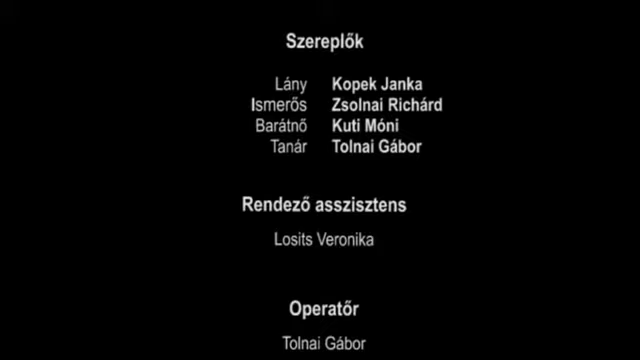 Szereplők
Lány Kopek Janka
Ismerős Zsolnai Richárd
Barátnő Kuti Móni
Tanár Tolnai Gábor
Rendező asszisztens
Losits Veronika
Operatőr
Tolnai Gábor